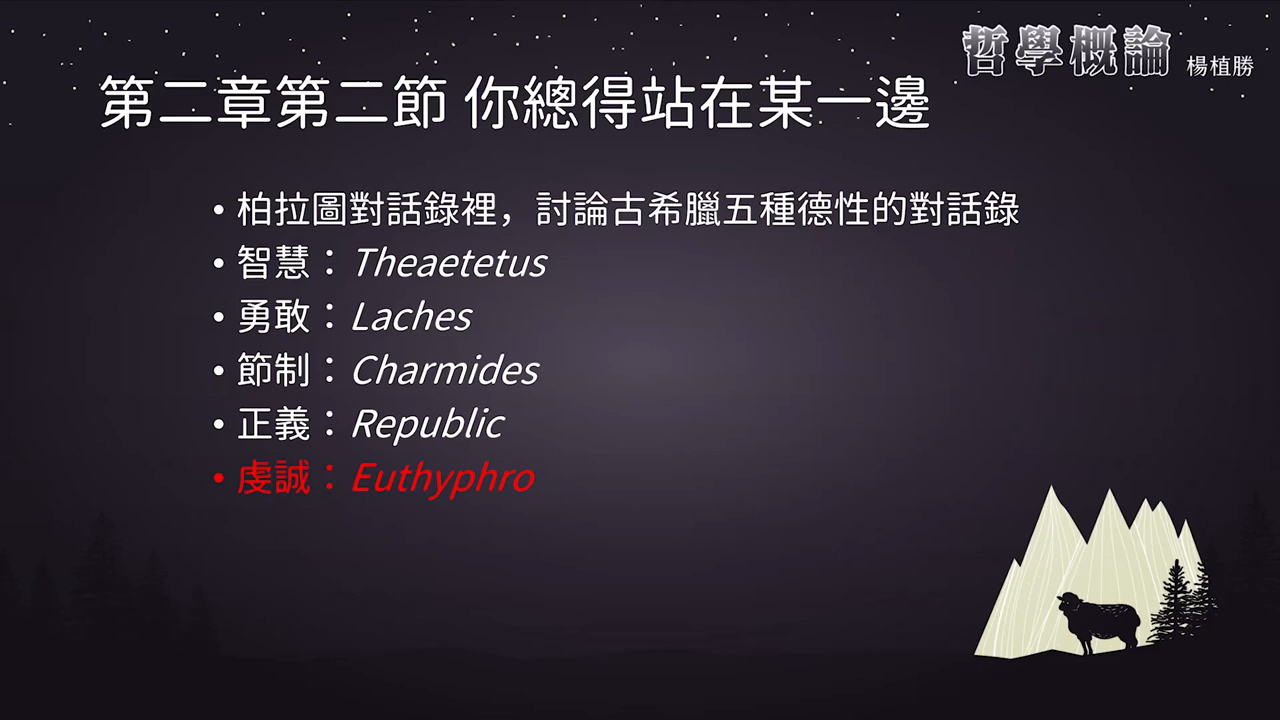 哲學概論 楊植勝
第二章第二節 你總得站在某一邊
• 柏拉圖對話錄裡，討論古希臘五種德性的對話錄
• 智慧：Theaetetus
• 勇敢：Laches
• 節制：Charmides
• 正義：Republic
• 虔誠：Euthyphro